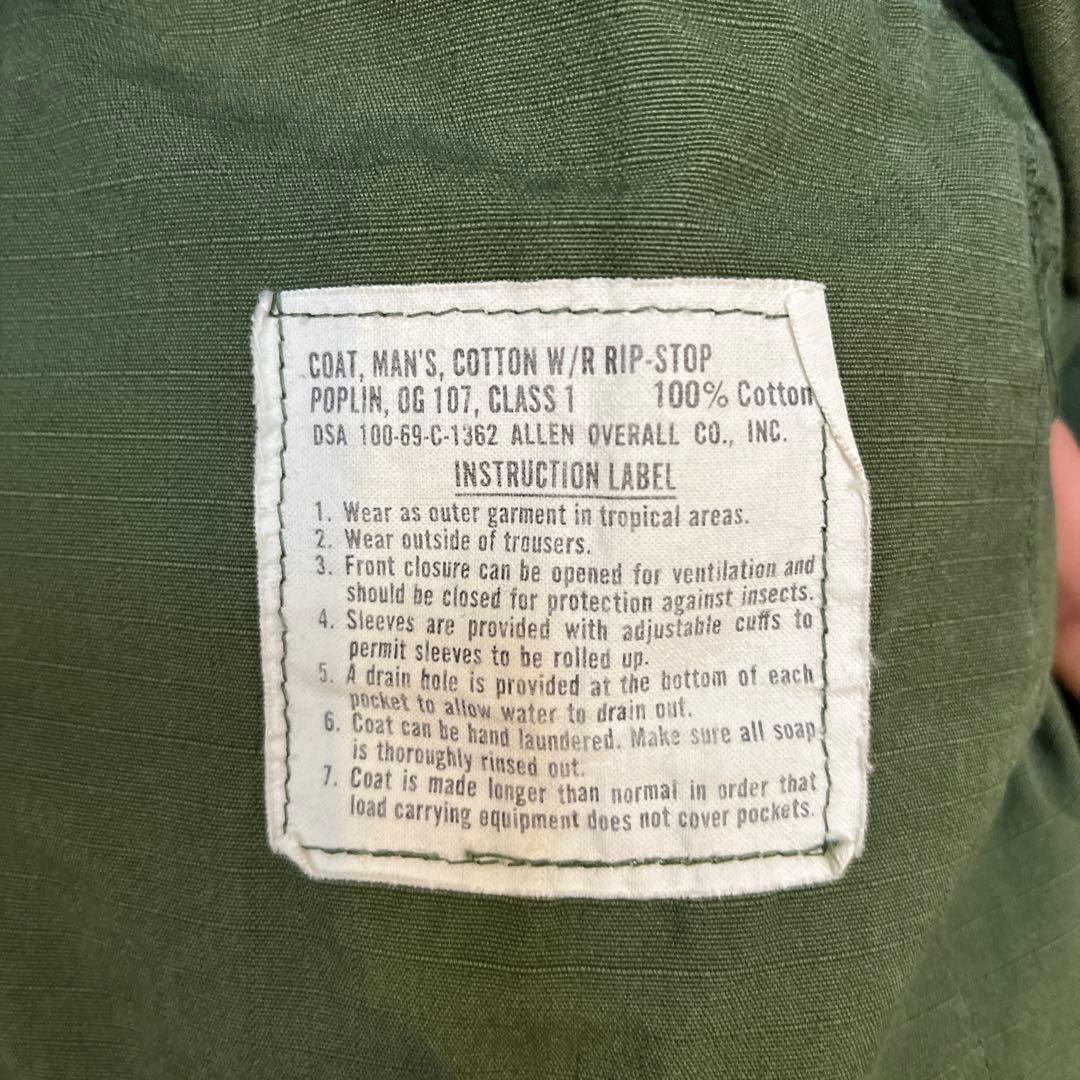 COAT, MAN'S, COTTON W/R RIP-STOP
POPLIN, OG 107, CLASS 1 100% Cotton
DSA 100-69-C-1362 ALLEN OVERALL CO., INC.
INSTRUCTION LABEL
1. Wear as outer garment in tropical areas.
2. Wear outside of trousers.
3. Front closure can be opened for ventilation and
should be closed for protection against insects.
4. Sleeves are provided with adjustable cuffs to
permit sleeves to be rolled up.
5. A drain hole is provided at the bottom of each
pocket to allow water to drain out.
6. Coat can be hand laundered. Make sure all soap
is thoroughly rinsed out.
7. Coat is made longer than normal in order that
load carrying equipment does not cover pockets.